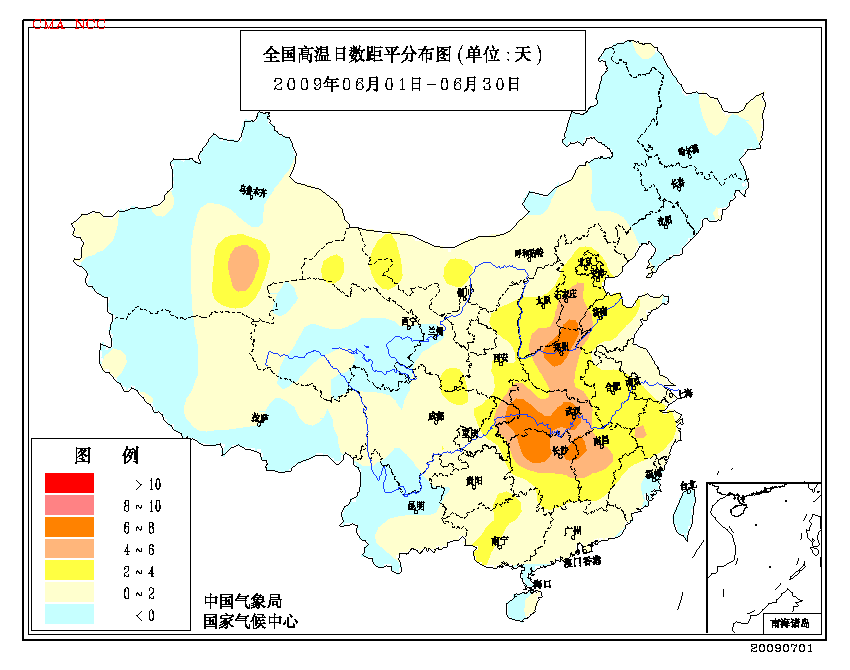 CMA NCC
全国高温日数距平分布图(单位:天)
2009年06月01日-06月30日
哈尔滨
长春
沈阳
乌鲁木齐
呼和浩特
北京
天津
银川
太原
石家庄
济南
西宁
兰州
郑州
西安
合肥
南京
上海
拉萨
成都
重庆
武汉
长沙
南昌
贵阳
福州
台北
昆明
南宁
广州
澳门 香港
海口
图 例
> 10
8 ~ 10
6 ~ 8
4 ~ 6
2 ~ 4
0 ~ 2
< 0
中国气象局
国家气候中心
南海诸岛
20090701